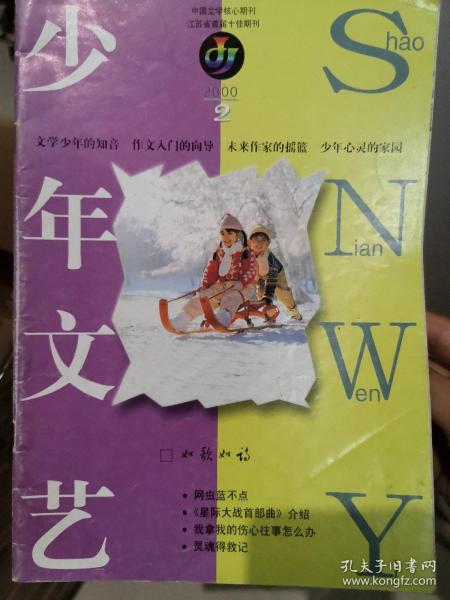 中国文学核心期刊
江苏省首届十佳期刊
2000
2
少年文艺
Shao
Nian
Wen
Y
文学少年的知音 作文入门的向导 未来作家的摇篮 少年心灵的家园
□ 如歌如诗
• 网虫蓝不点
• 《星际大战首部曲》介绍
• 我拿我的伤心往事怎么办
• 灵魂得救记
孔夫子旧书网
www.kongfz.com